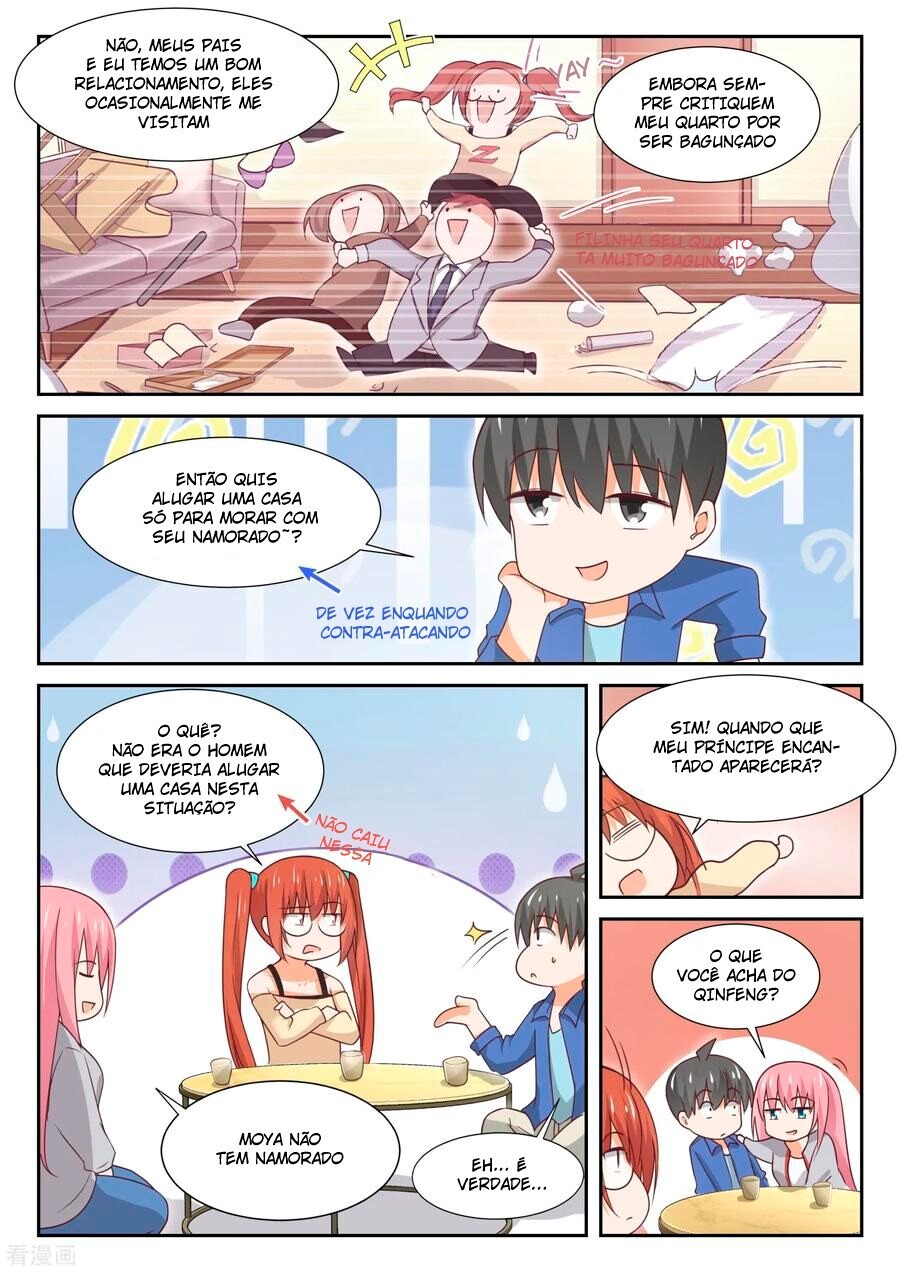 NÃO, MEUS PAIS
E EU TEMOS UM BOM
RELACIONAMENTO, ELES
OCASIONALMENTE ME
VISITAM
YAY~
EMBORA SEM-
PRE CRITIQUEM
MEU QUARTO POR
SER BAGUNÇADO
Z
FILINHA SEU QUARTO
TA MUITO BAGUNÇADO
ENTÃO QUIS
ALUGAR UMA CASA
SÓ PARA MORAR COM
SEU NAMORADO~?
DE VEZ ENQUANDO
CONTRA-ATACANDO
O QUÊ?
NÃO ERA O HOMEM
QUE DEVERIA ALUGAR
UMA CASA NESTA
SITUAÇÃO?
NÃO CAIU
NESSA
MOYA NÃO
TEM NAMORADO
EH... É
VERDADE...
SIM! QUANDO QUE
MEU PRÍNCIPE ENCAN-
TADO APARECERÁ?
O QUE
VOCÊ ACHA DO
QINFENG?
看漫画